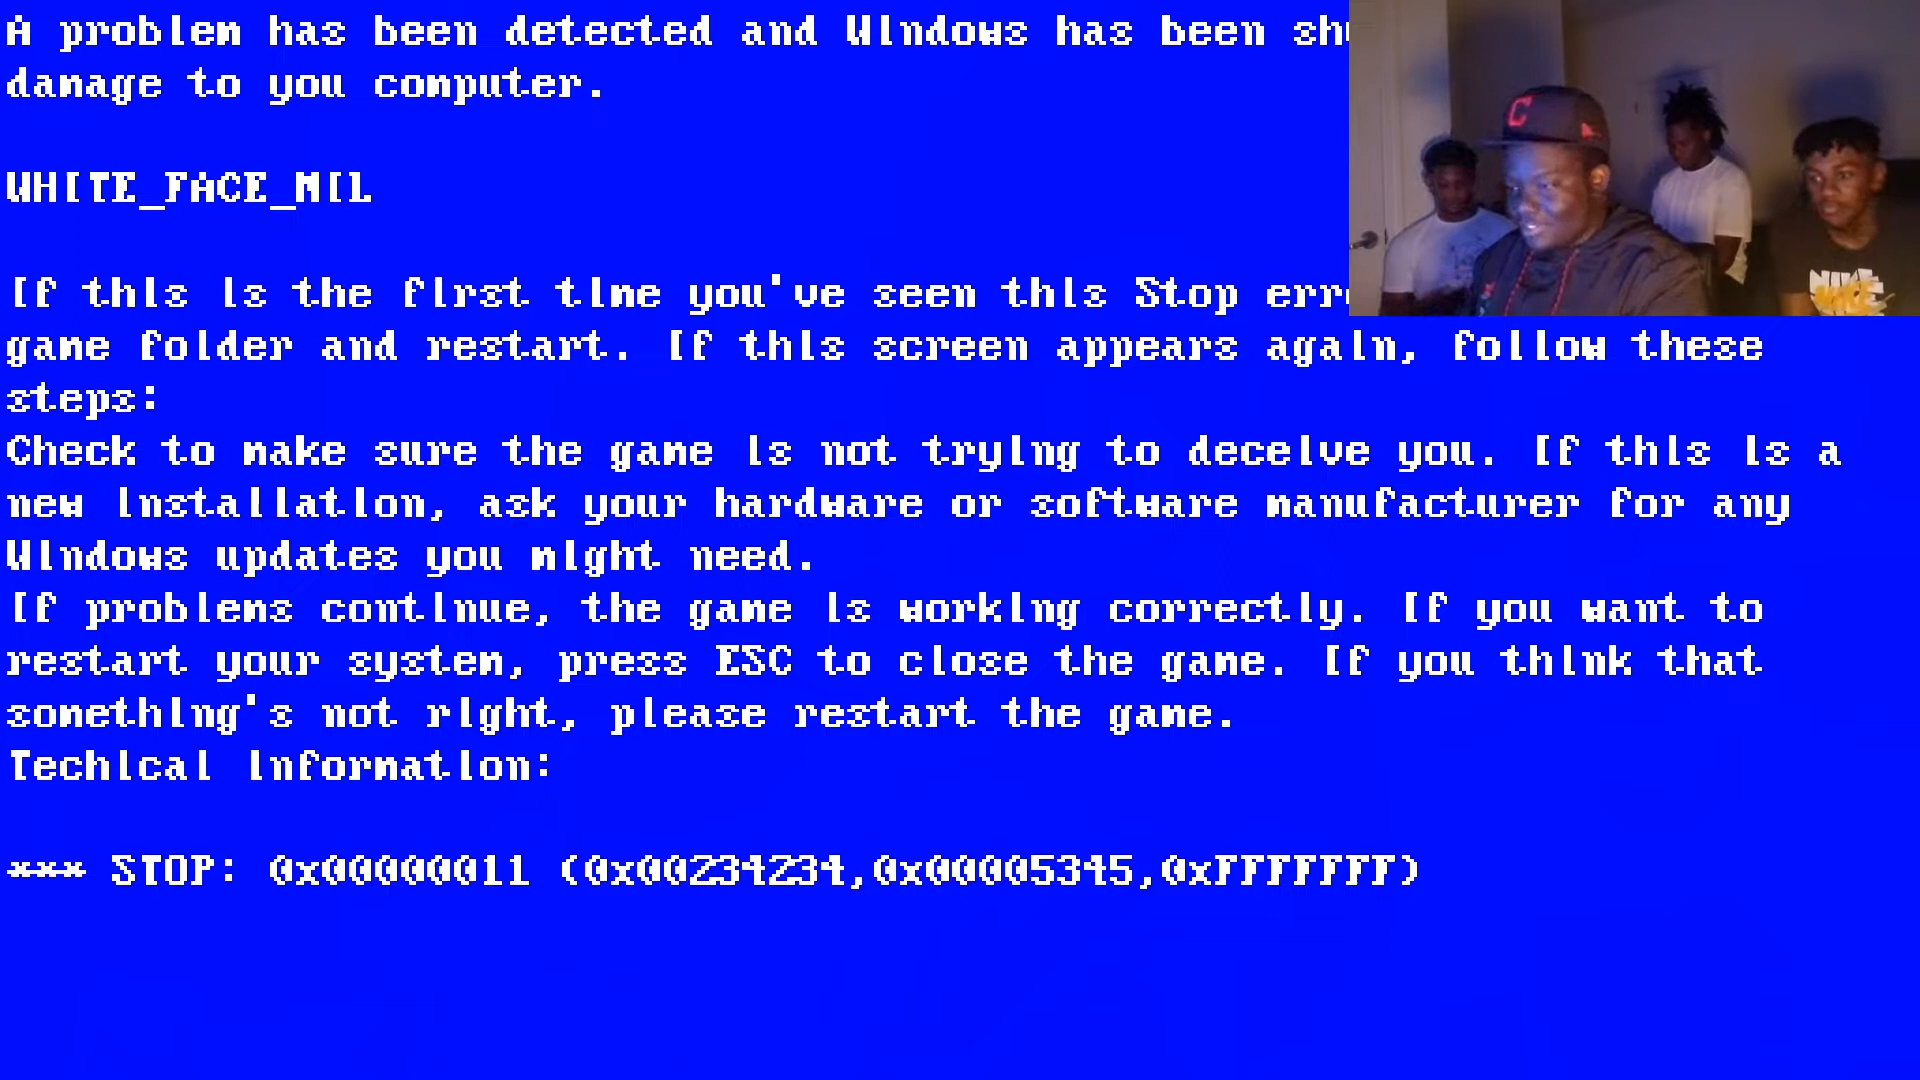 A problem has been detected and Windows has been
damage to you computer.
WHITE_FACE_MIL
If this is the first time you've seen this Stop
game folder and restart. If this screen appears again, follow these
steps:
Check to make sure the game is not trying to deceive you. If this is a
new installation, ask your hardware or software manufacturer for any
Windows updates you might need.
If problems continue, the game is working correctly. If you want to
restart your system, press ESC to close the game. If you think that
something's not right, please restart the game.
Techical information:
*** STOP: 0x00000011 (0x00234234,0x00005345,0xFFFFFFF)
C
NIKE